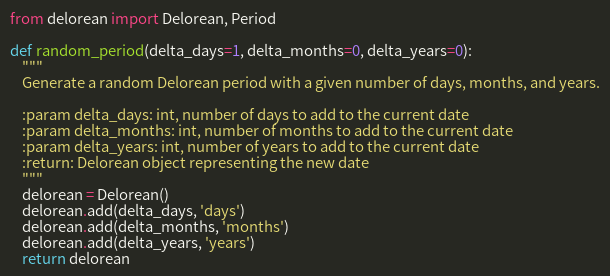 from delorean import Delorean, Period

def random_period(delta_days=1, delta_months=0, delta_years=0):
    """
    Generate a random Delorean period with a given number of days, months, and years.

    :param delta_days: int, number of days to add to the current date
    :param delta_months: int, number of months to add to the current date
    :param delta_years: int, number of years to add to the current date
    :return: Delorean object representing the new date
    """
    delorean = Delorean()
    delorean.add(delta_days, 'days')
    delorean.add(delta_months, 'months')
    delorean.add(delta_years, 'years')
    return delorean